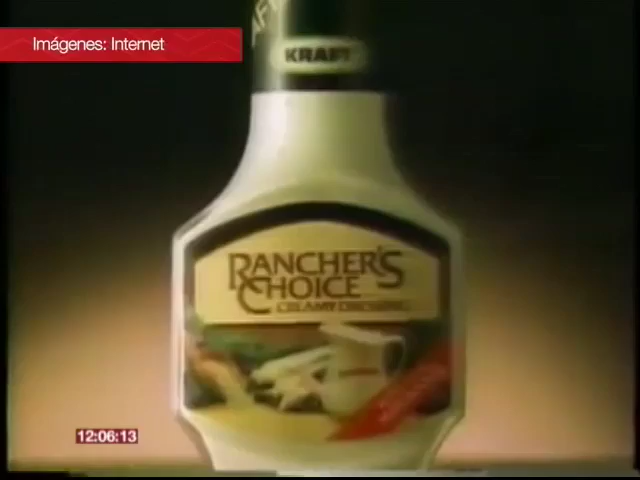 Imágenes: Internet
KRAFT
RANCHER'S
CHOICE
CREAMY DRESSING
12:06:13